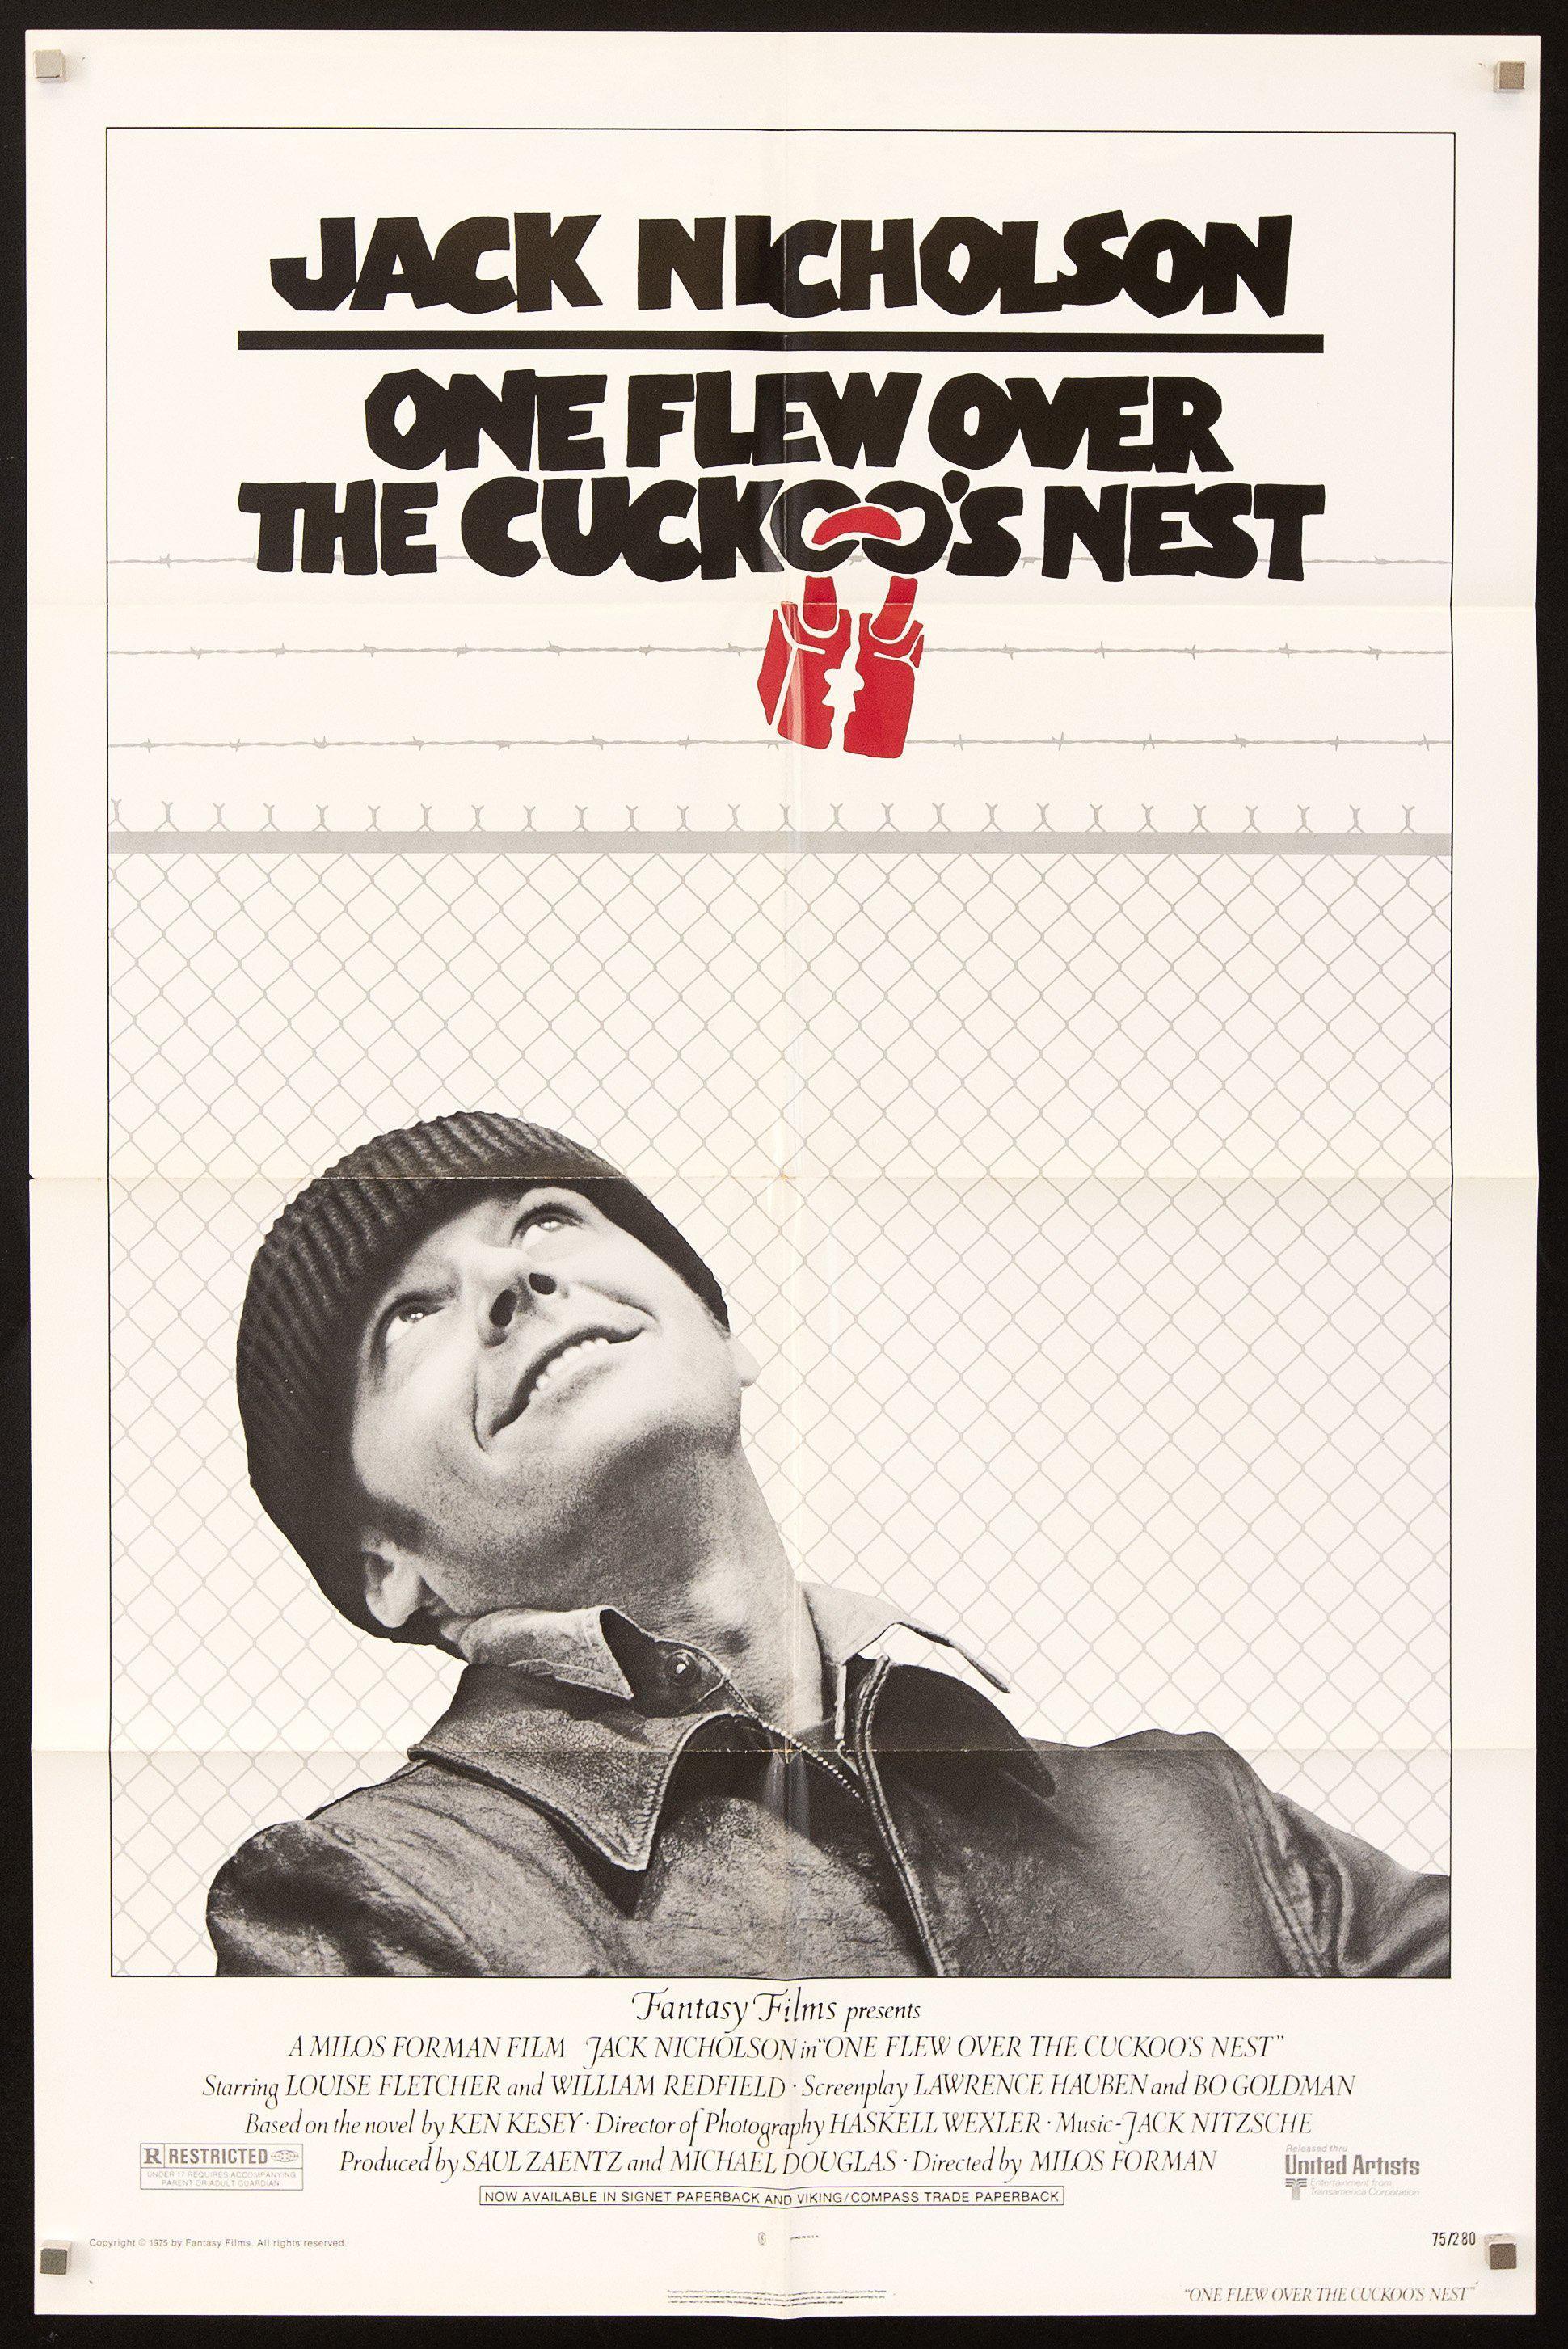 JACK NICHOLSON
ONE FLEW OVER
THE CUCKOO'S NEST
Fantasy Films presents
A MILOS FORMAN FILM JACK NICHOLSON in "ONE FLEW OVER THE CUCKOO'S NEST"
Starring LOUISE FLETCHER and WILLIAM REDFIELD · Screenplay LAWRENCE HAUBEN and BO GOLDMAN
Based on the novel by KEN KESEY · Director of Photography HASKELL WEXLER · Music-JACK NITZSCHE
Produced by SAUL ZAENTZ and MICHAEL DOUGLAS · Directed by MILOS FORMAN
R RESTRICTED
UNDER 17 REQUIRES ACCOMPANYING
PARENT OR ADULT GUARDIAN
Released thru
United Artists
Entertainment from
Transamerica Corporation
NOW AVAILABLE IN SIGNET PAPERBACK AND VIKING/COMPASS TRADE PAPERBACK
Copyright © 1975 by Fantasy Films. All rights reserved.
75/280
"ONE FLEW OVER THE CUCKOO'S NEST"